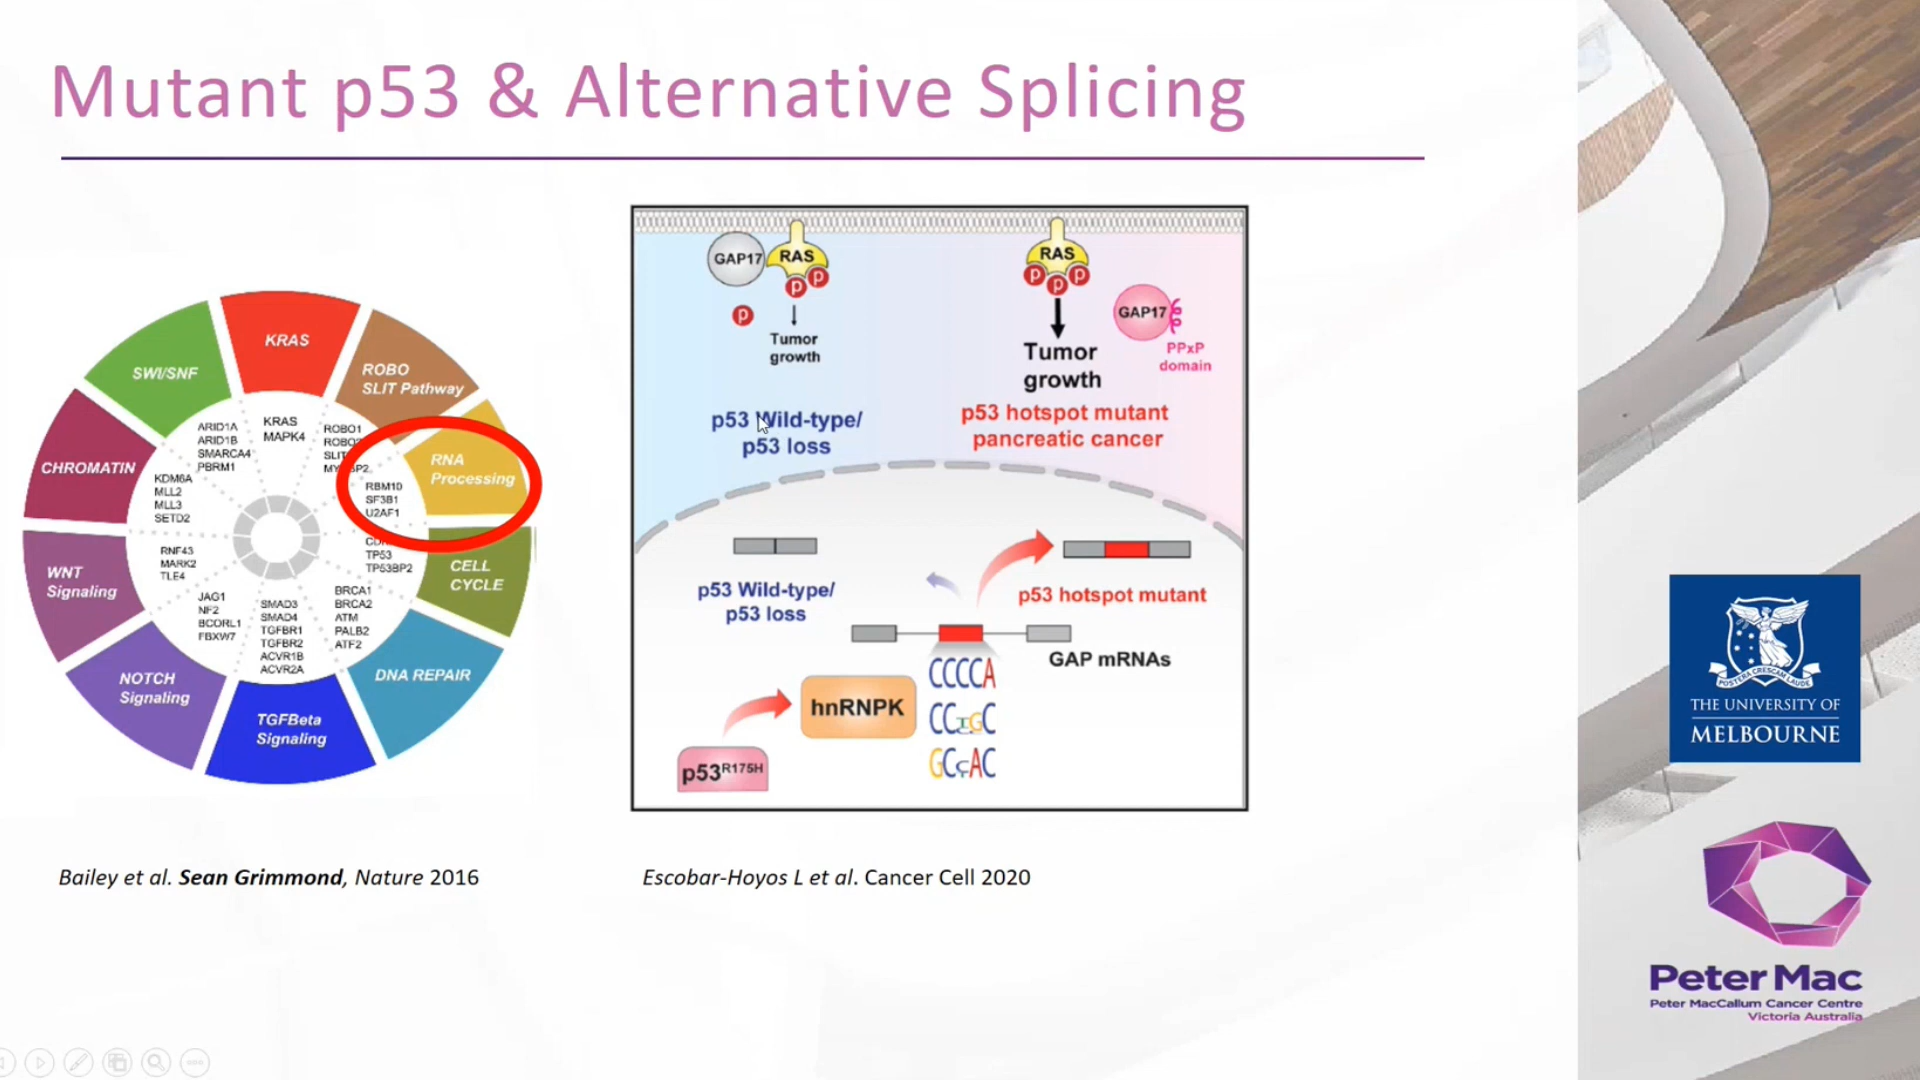 Mutant p53 & Alternative Splicing
KRAS
ROBO
SLIT Pathway
RNA
Processing
CELL
CYCLE
DNA REPAIR
TGFBeta
Signaling
NOTCH
Signaling
WNT
Signaling
CHROMATIN
SWI/SNF
KRAS
MAPK4
ROBO1
RBM10
SF3B1
U2AF1
TP53
TP53BP2
BRCA1
BRCA2
ATM
PALB2
ATF2
SMAD3
SMAD4
TGFBR1
TGFBR2
ACVR1B
ACVR2A
JAG1
NF2
BCORL1
FBXW7
RNF43
MARK2
TLE4
KDM6A
MLL2
MLL3
SETD2
ARID1A
ARID1B
SMARCA4
PBRM1
Bailey et al. Sean Grimmond, Nature 2016
GAP17
RAS
P
P
P
Tumor
growth
p53 Wild-type/
p53 loss
RAS
P
P
P
GAP17
PPxP
domain
Tumor
growth
p53 hotspot mutant
pancreatic cancer
p53 Wild-type/
p53 loss
p53 hotspot mutant
GAP mRNAs
hnRNPK
p53R175H
CCCCA
Escobar-Hoyos L et al. Cancer Cell 2020
THE UNIVERSITY OF
MELBOURNE
Peter Mac
Peter MacCallum Cancer Centre
Victoria Australia